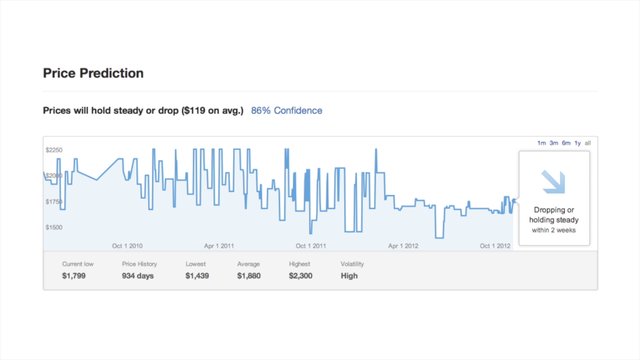 Price Prediction
Prices will hold steady or drop ($119 on avg.) 86% Confidence
1m 3m 6m 1y all
$2250
$2000
$1750
$1500
Dropping or
holding steady
within 2 weeks
Oct 1 2010 Apr 1 2011 Oct 1 2011 Apr 1 2012 Oct 1 2012
Current low Price History Lowest Average Highest Volatility
$1,799 934 days $1,439 $1,880 $2,300 High